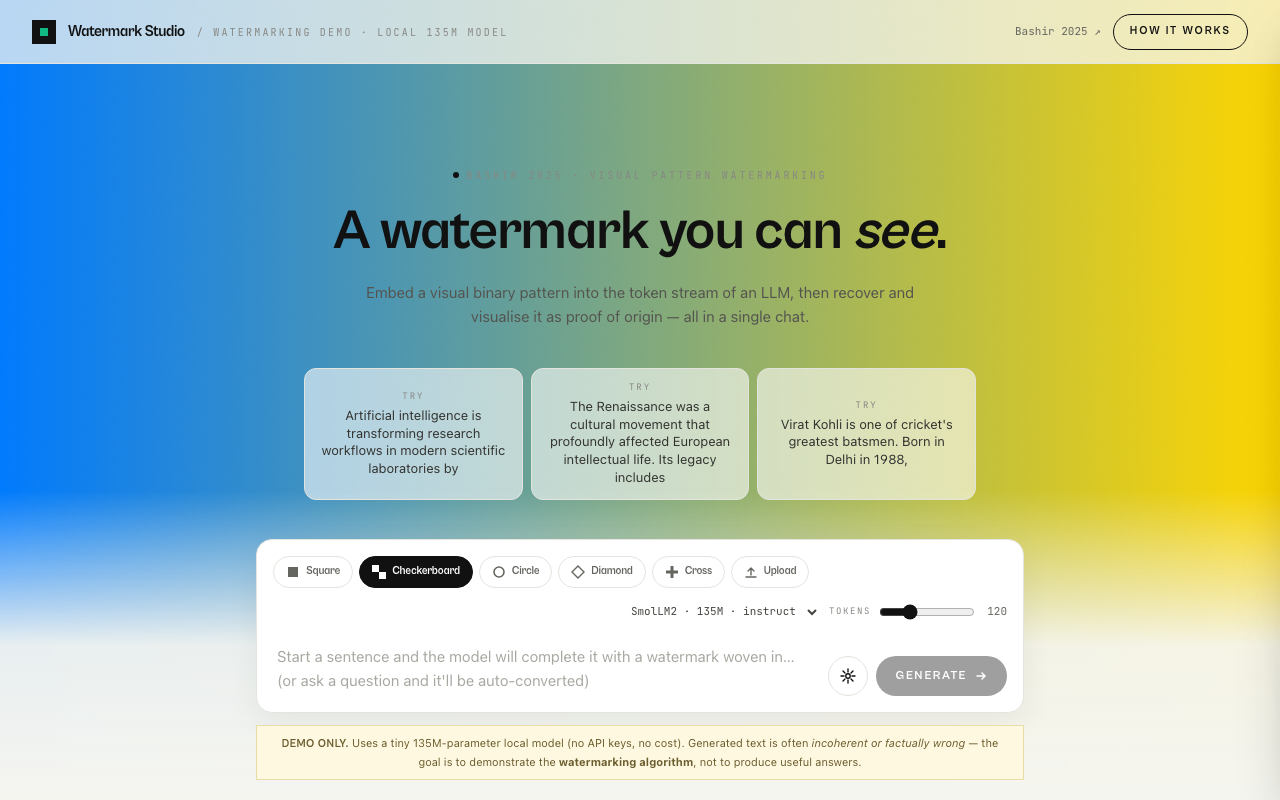 Watermark Studio / WATERMARKING DEMO · LOCAL 135M MODEL
Bashir 2025 ↗
HOW IT WORKS
BASHIR 2025 · VISUAL PATTERN WATERMARKING
A watermark you can see.
Embed a visual binary pattern into the token stream of an LLM, then recover and
visualise it as proof of origin — all in a single chat.
TRY
Artificial intelligence is
transforming research
workflows in modern scientific
laboratories by
TRY
The Renaissance was a
cultural movement that
profoundly affected European
intellectual life. Its legacy
includes
TRY
Virat Kohli is one of cricket's
greatest batsmen. Born in
Delhi in 1988,
Square
Checkerboard
Circle
Diamond
Cross
Upload
SmolLM2 · 135M · instruct
TOKENS
120
Start a sentence and the model will complete it with a watermark woven in...
(or ask a question and it'll be auto-converted)
GENERATE →
DEMO ONLY. Uses a tiny 135M-parameter local model (no API keys, no cost). Generated text is often incoherent or factually wrong — the
goal is to demonstrate the watermarking algorithm, not to produce useful answers.